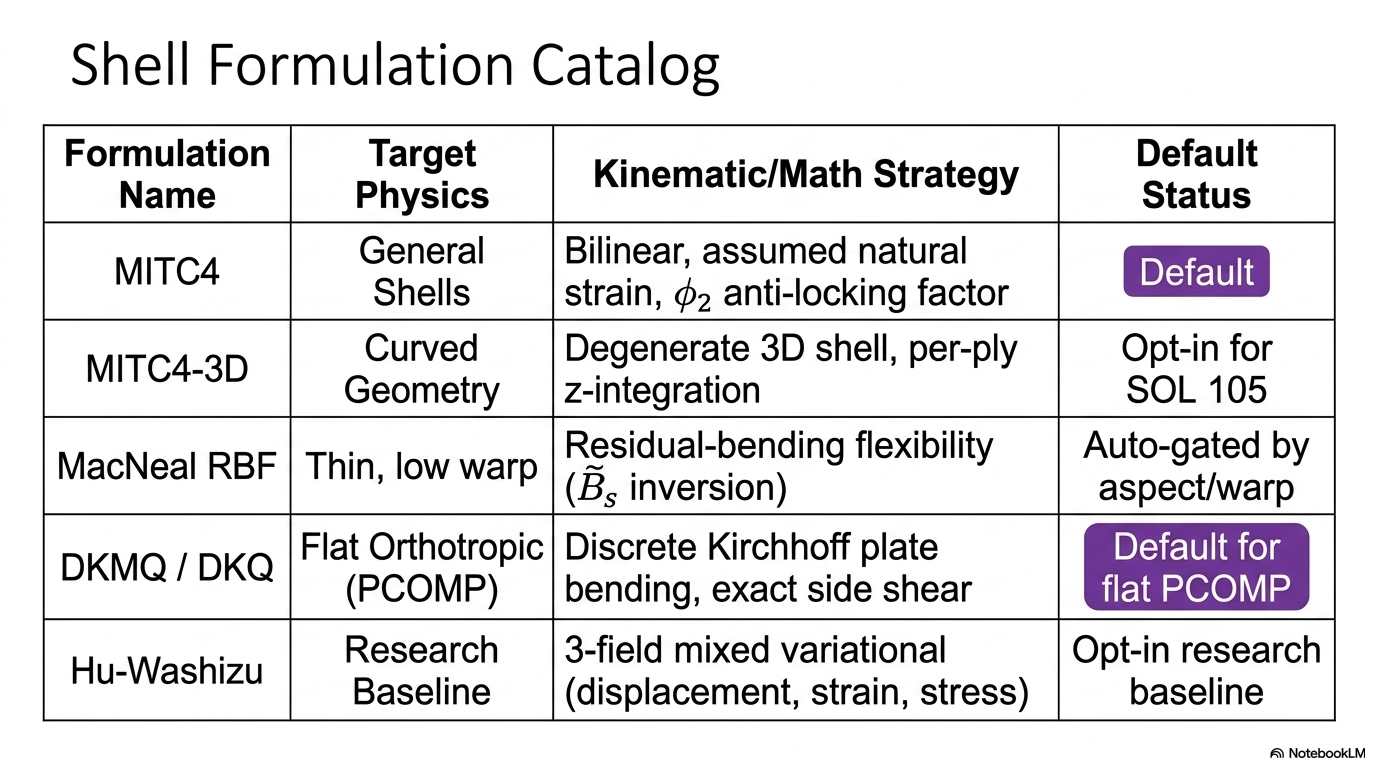 Shell Formulation Catalog
Formulation Name
Target Physics
Kinematic/Math Strategy
Default Status
MITC4
General Shells
Bilinear, assumed natural
strain, ϕ₂ anti-locking factor
Default
MITC4-3D
Curved Geometry
Degenerate 3D shell, per-ply
z-integration
Opt-in for
SOL 105
MacNeal RBF
Thin, low warp
Residual-bending flexibility
(B̃ₛ inversion)
Auto-gated by
aspect/warp
DKMQ / DKQ
Flat Orthotropic
(PCOMP)
Discrete Kirchhoff plate
bending, exact side shear
Default for
flat PCOMP
Hu-Washizu
Research
Baseline
3-field mixed variational
(displacement, strain, stress)
Opt-in research
baseline
NotebookLM